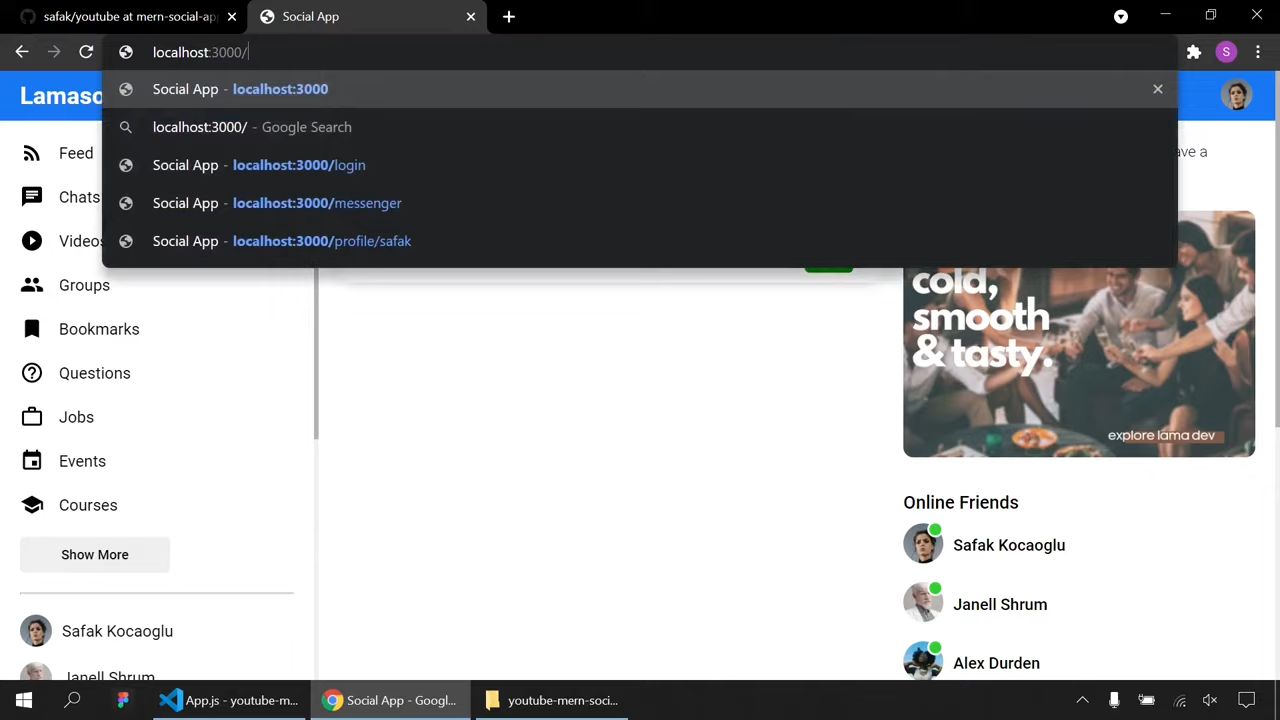 safak/youtube at mern-social-ap
Social App
localhost:3000/
S
Lamaso
Social App - localhost:3000
localhost:3000/ - Google Search
Social App - localhost:3000/login
Social App - localhost:3000/messenger
Social App - localhost:3000/profile/safak
ave a
Feed
Chats
Videos
Groups
Bookmarks
Questions
Jobs
Events
Courses
Show More
Safak Kocaoglu
Janell Shrum
cold,
smooth
& tasty.
explore lama dev
Online Friends
Safak Kocaoglu
Janell Shrum
Alex Durden
App.js - youtube-m...
Social App - Googl...
youtube-mern-soci...